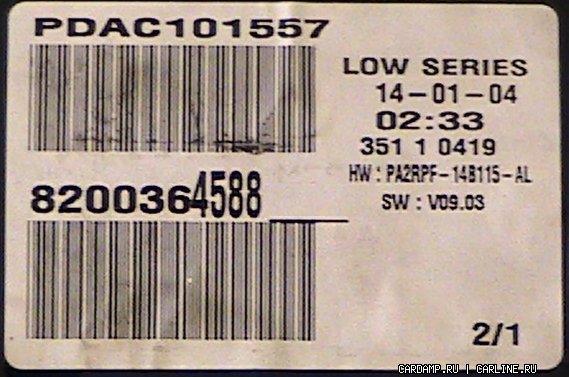 PDAC101557
LOW SERIES
14-01-04
02:33
351 1 0419
HW : PA2RPF-14B115-AL
SW : V09.03
8200364588
2/1
CARDAMP.RU | CARLINE.RU